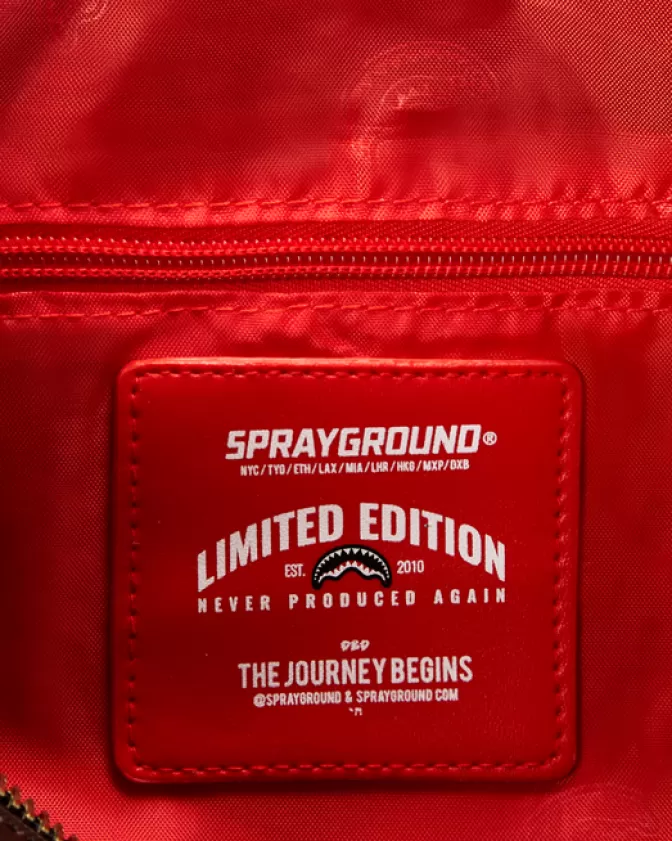 SPRAYGROUND®
NYC/TYO/ETH/LAX/MIA/LHR/HKG/MXP/DXB
LIMITED EDITION
EST. 2010
NEVER PRODUCED AGAIN
DBD
THE JOURNEY BEGINS
@SPRAYGROUND & SPRAYGROUND.COM